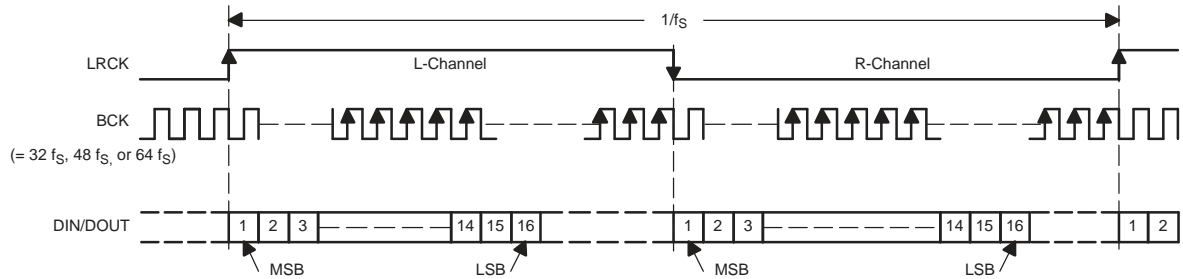 1/fS
LRCK
L-Channel
R-Channel
BCK
(= 32 fS, 48 fS, or 64 fS)
DIN/DOUT
1 2 3 14 15 16 1 2 3 14 15 16 1 2
MSB LSB MSB LSB